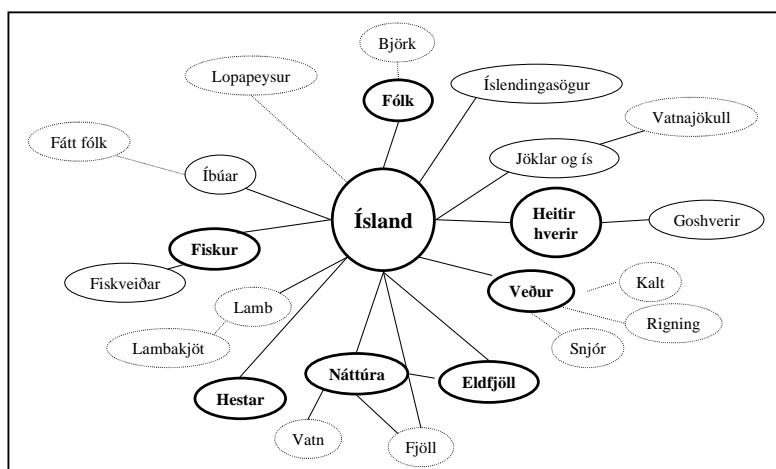 Björk
Lopapeysur
Íslendingasögur
Fólk
Vatnajökull
Fátt fólk
Jöklar og ís
Íbúar
Ísland
Heitir
hverir
Goshverir
Fiskur
Fiskveiðar
Veður
Kalt
Lamb
Rigning
Lambakjöt
Snjór
Náttúra
Eldfjöll
Hestar
Vatn
Fjöll